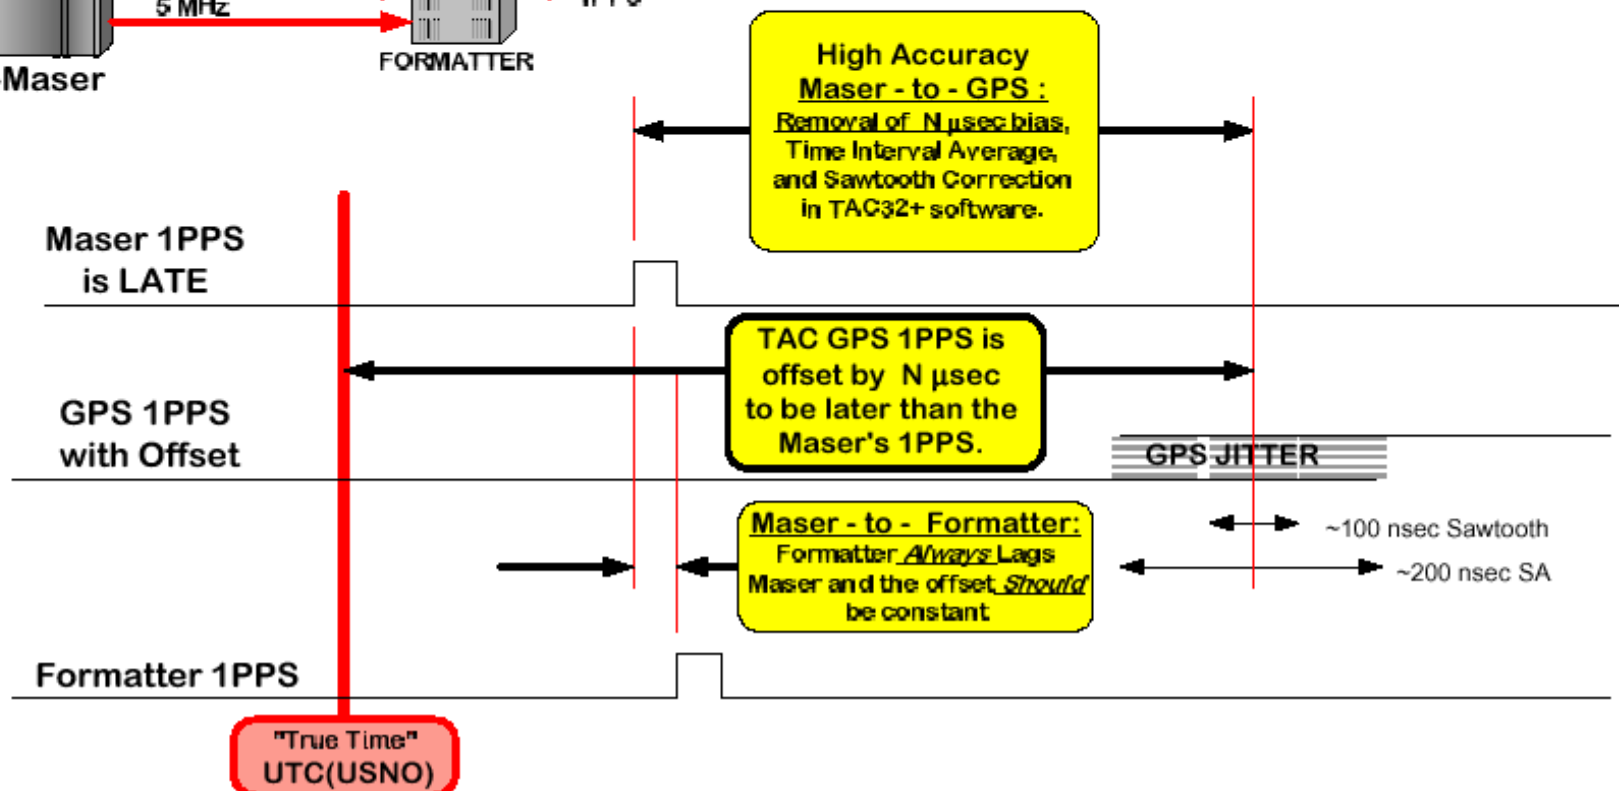 5 MHz
FORMATTER
Maser
High Accuracy
Maser - to - GPS :
Removal of N µsec bias,
Time Interval Average,
and Sawtooth Correction
in TAC32+ software.
Maser 1PPS
is LATE
TAC GPS 1PPS is
offset by N µsec
to be later than the
Maser's 1PPS.
GPS 1PPS
with Offset
GPS JITTER
Maser - to - Formatter:
Formatter Always Lags
Maser and the offset Should
be constant
~100 nsec Sawtooth
~200 nsec SA
Formatter 1PPS
"True Time"
UTC(USNO)